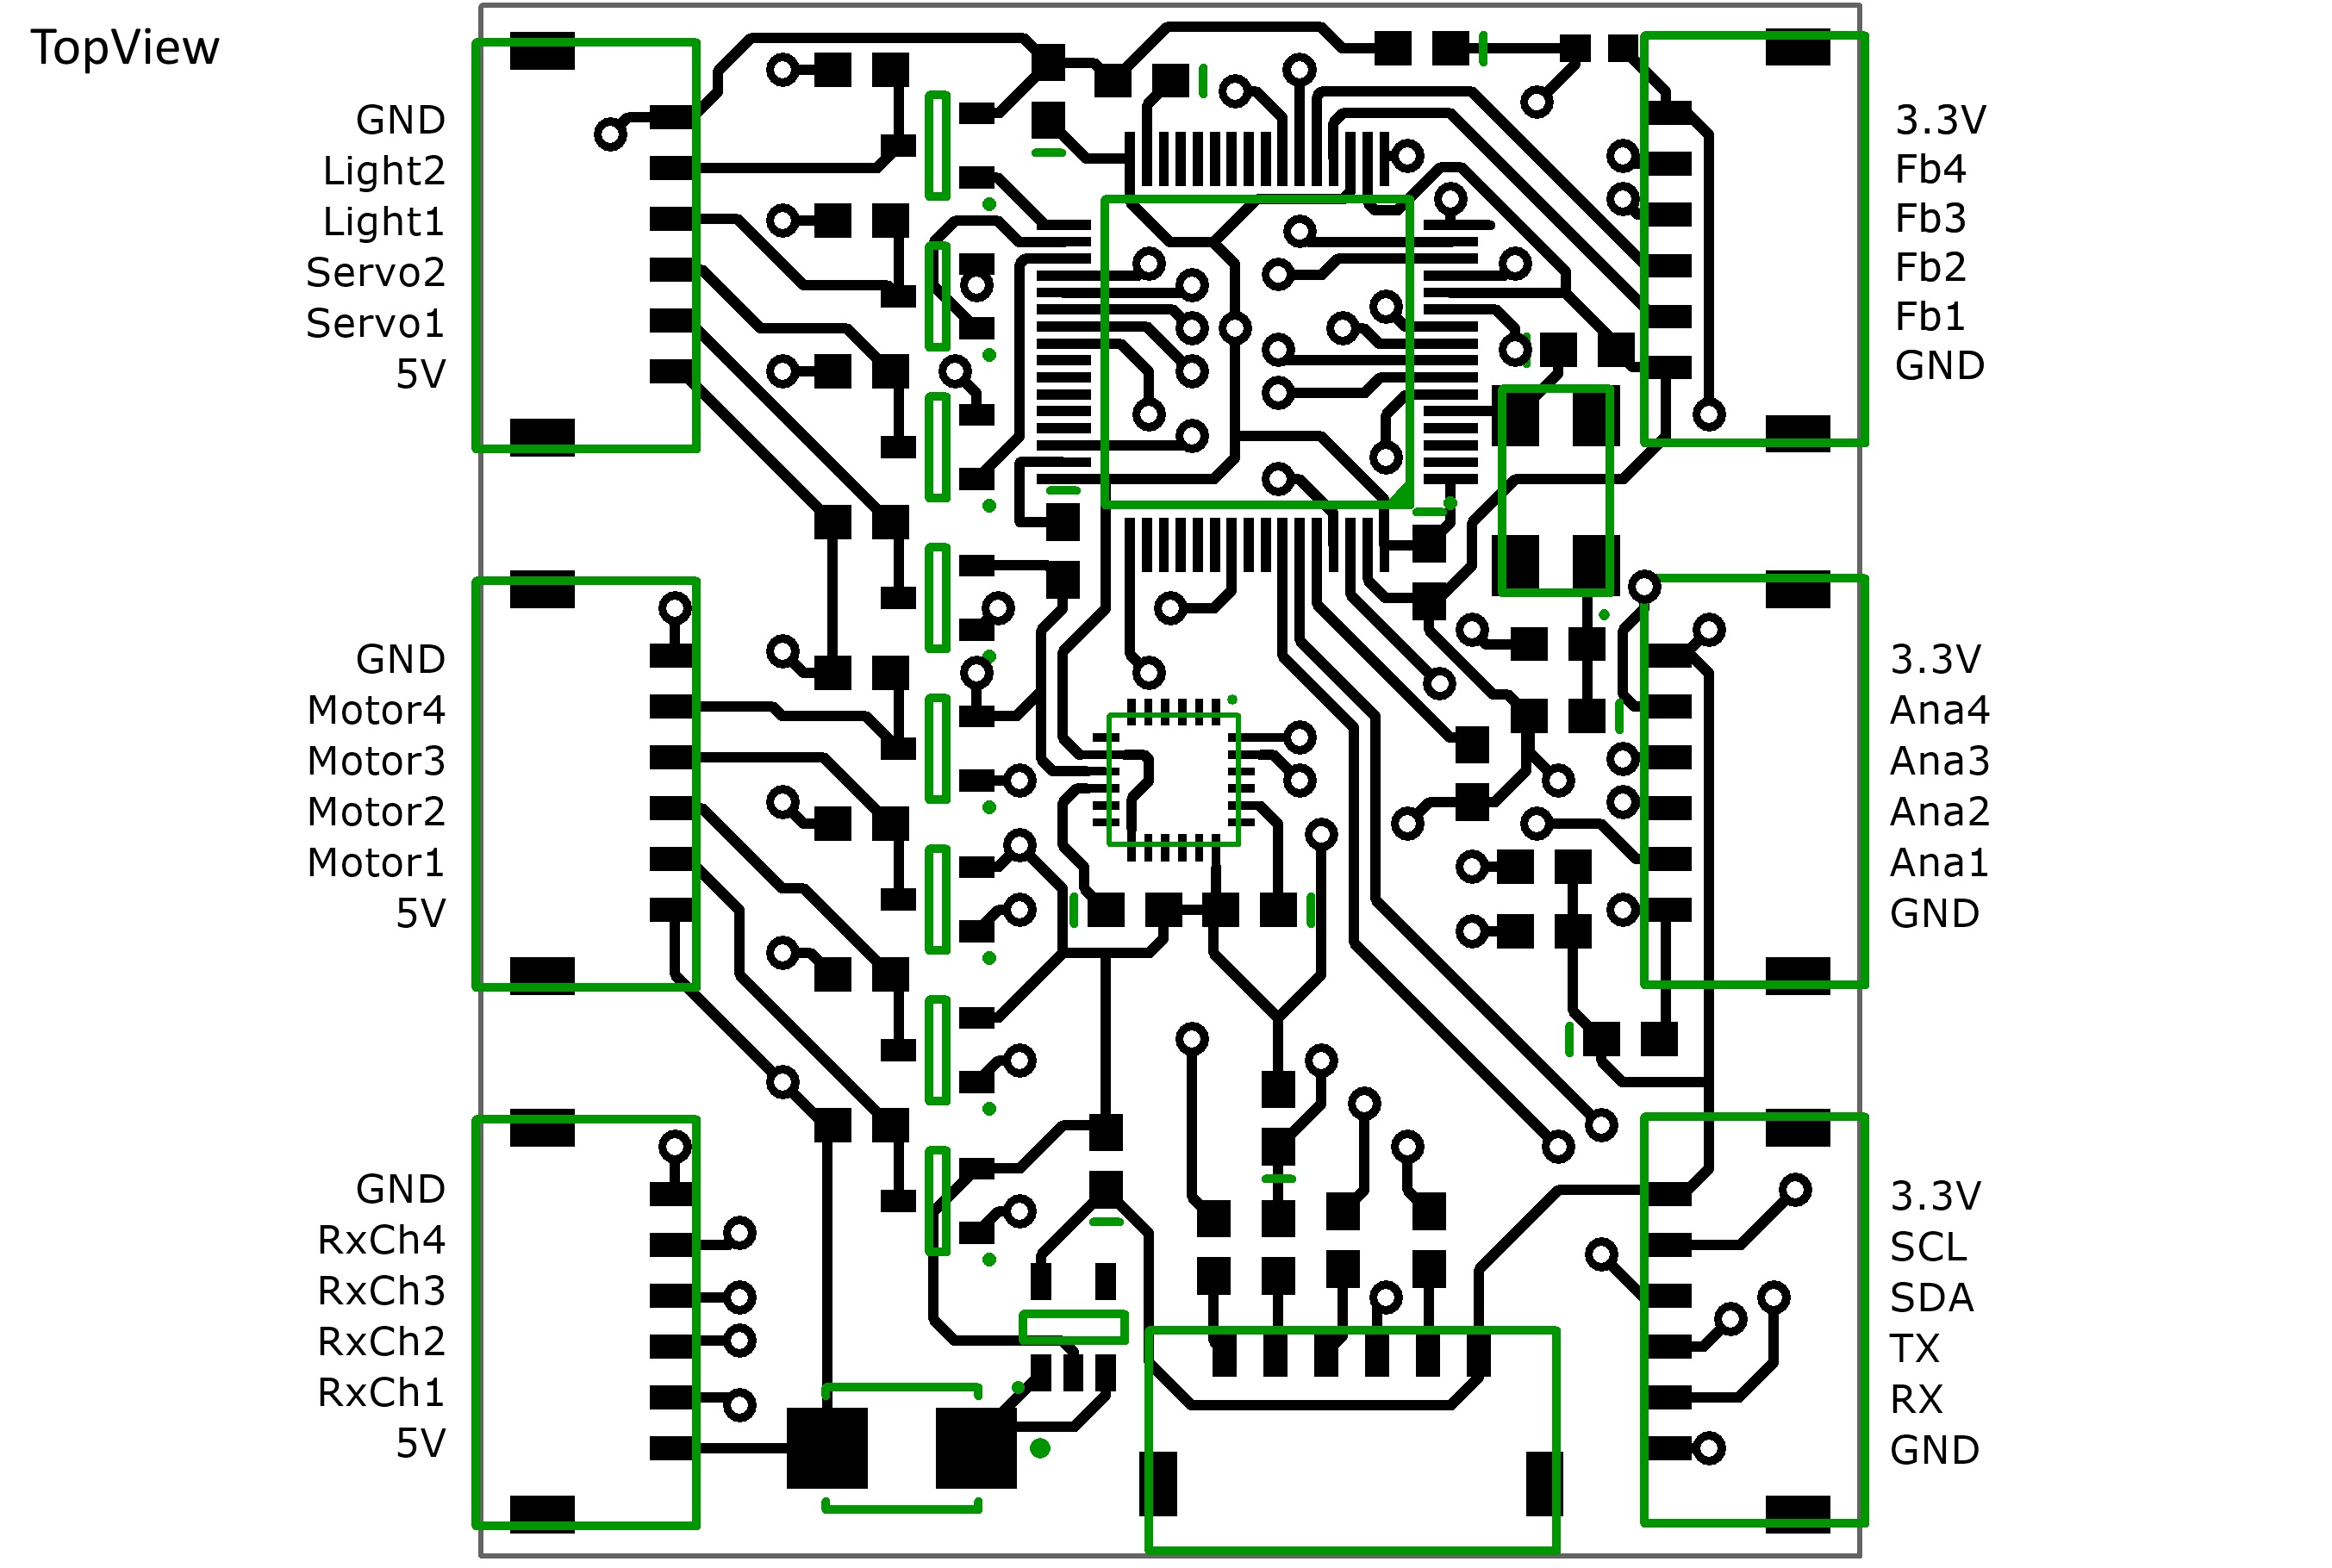 TopView
GND
Light2
Light1
Servo2
Servo1
5V
3.3V
Fb4
Fb3
Fb2
Fb1
GND
GND
Motor4
Motor3
Motor2
Motor1
5V
3.3V
Ana4
Ana3
Ana2
Ana1
GND
GND
RxCh4
RxCh3
RxCh2
RxCh1
5V
3.3V
SCL
SDA
TX
RX
GND